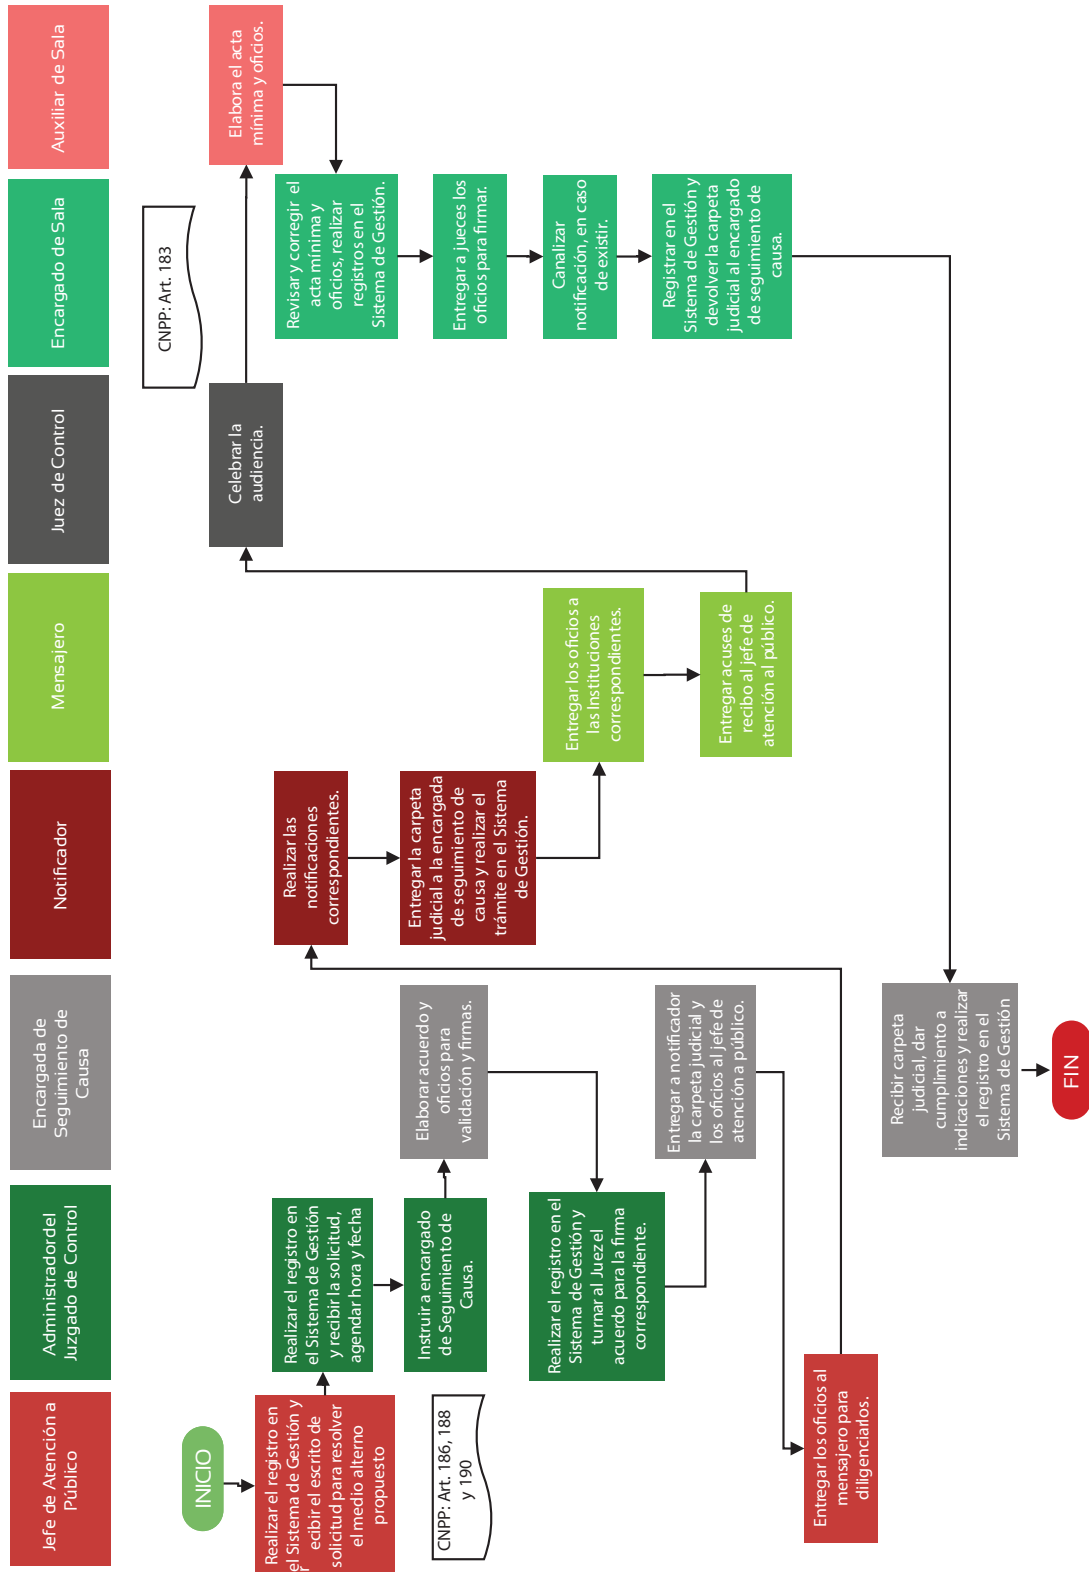 Jefe de Atención a
Público
Administrador del
Juzgado de Control
Encargada de
Seguimiento de
Causa
Notificador
Mensajero
Juez de Control
Encargado de Sala
Auxiliar de Sala
INICIO
Realizar el registro en
el Sistema de Gestión y
r
ecibir el escrito de
solicitud para resolver
el medio alterno
propuesto
CNPP: Art. 186, 188
y 190
Realizar el registro en
el Sistema de Gestión
y recibir la solicitud,
agendar hora y fecha
Instruir a encargado
de Seguimiento de
Causa.
Elaborar acuerdo y
oficios para
validación y firmas.
Realizar el registro en el
Sistema de Gestión y
turnar al Juez el
acuerdo para la firma
correspondiente.
Entregar a notificador
la carpeta judicial y
los oficios al jefe de
atención a público.
Entregar los oficios al
mensajero para
diligenciarlos.
Realizar las
notificaciones
correspondientes.
Entregar la carpeta
judicial a la encargada
de seguimiento de
causa y realizar el
trámite en el Sistema
de Gestión.
Entregar los oficios a
las Instituciones
correspondientes.
Entregar acuses de
recibo al jefe de
atención al público.
Celebrar la
audiencia.
CNPP: Art. 183
Elabora el acta
mínima y oficios.
Revisar y corregir el
acta mínima y
oficios, realizar
registros en el
Sistema de Gestión.
Entregar a jueces los
oficios para firmar.
Canalizar
notificación, en caso
de existir.
Registrar en el
Sistema de Gestión y
devolver la carpeta
judicial al encargado
de seguimiento de
causa.
Recibir carpeta
judicial, dar
cumplimiento a
indicaciones y realizar
el registro en el
Sistema de Gestión
FIN